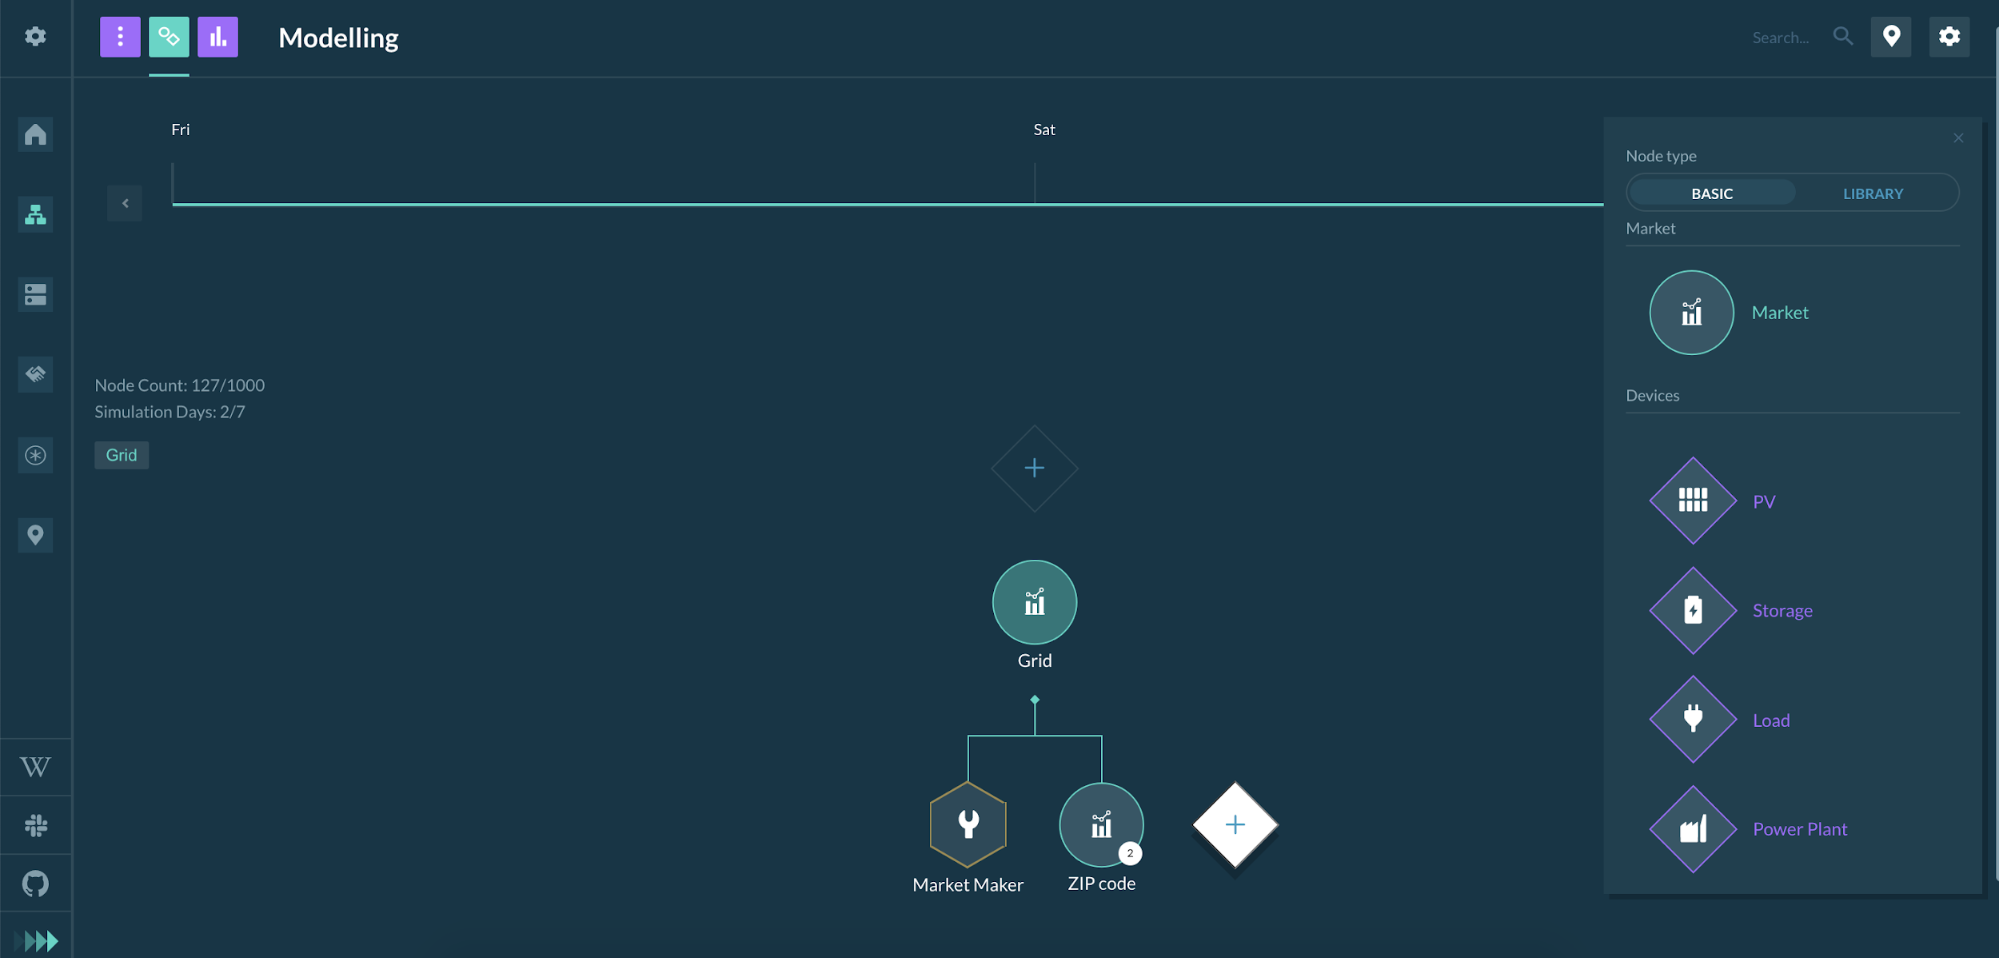 Modelling
Search...
Fri
Sat
Node type
BASIC
LIBRARY
Market
Market
Devices
PV
Storage
Load
Power Plant
Node Count: 127/1000
Simulation Days: 2/7
Grid
Grid
2
Market Maker
ZIP code
W